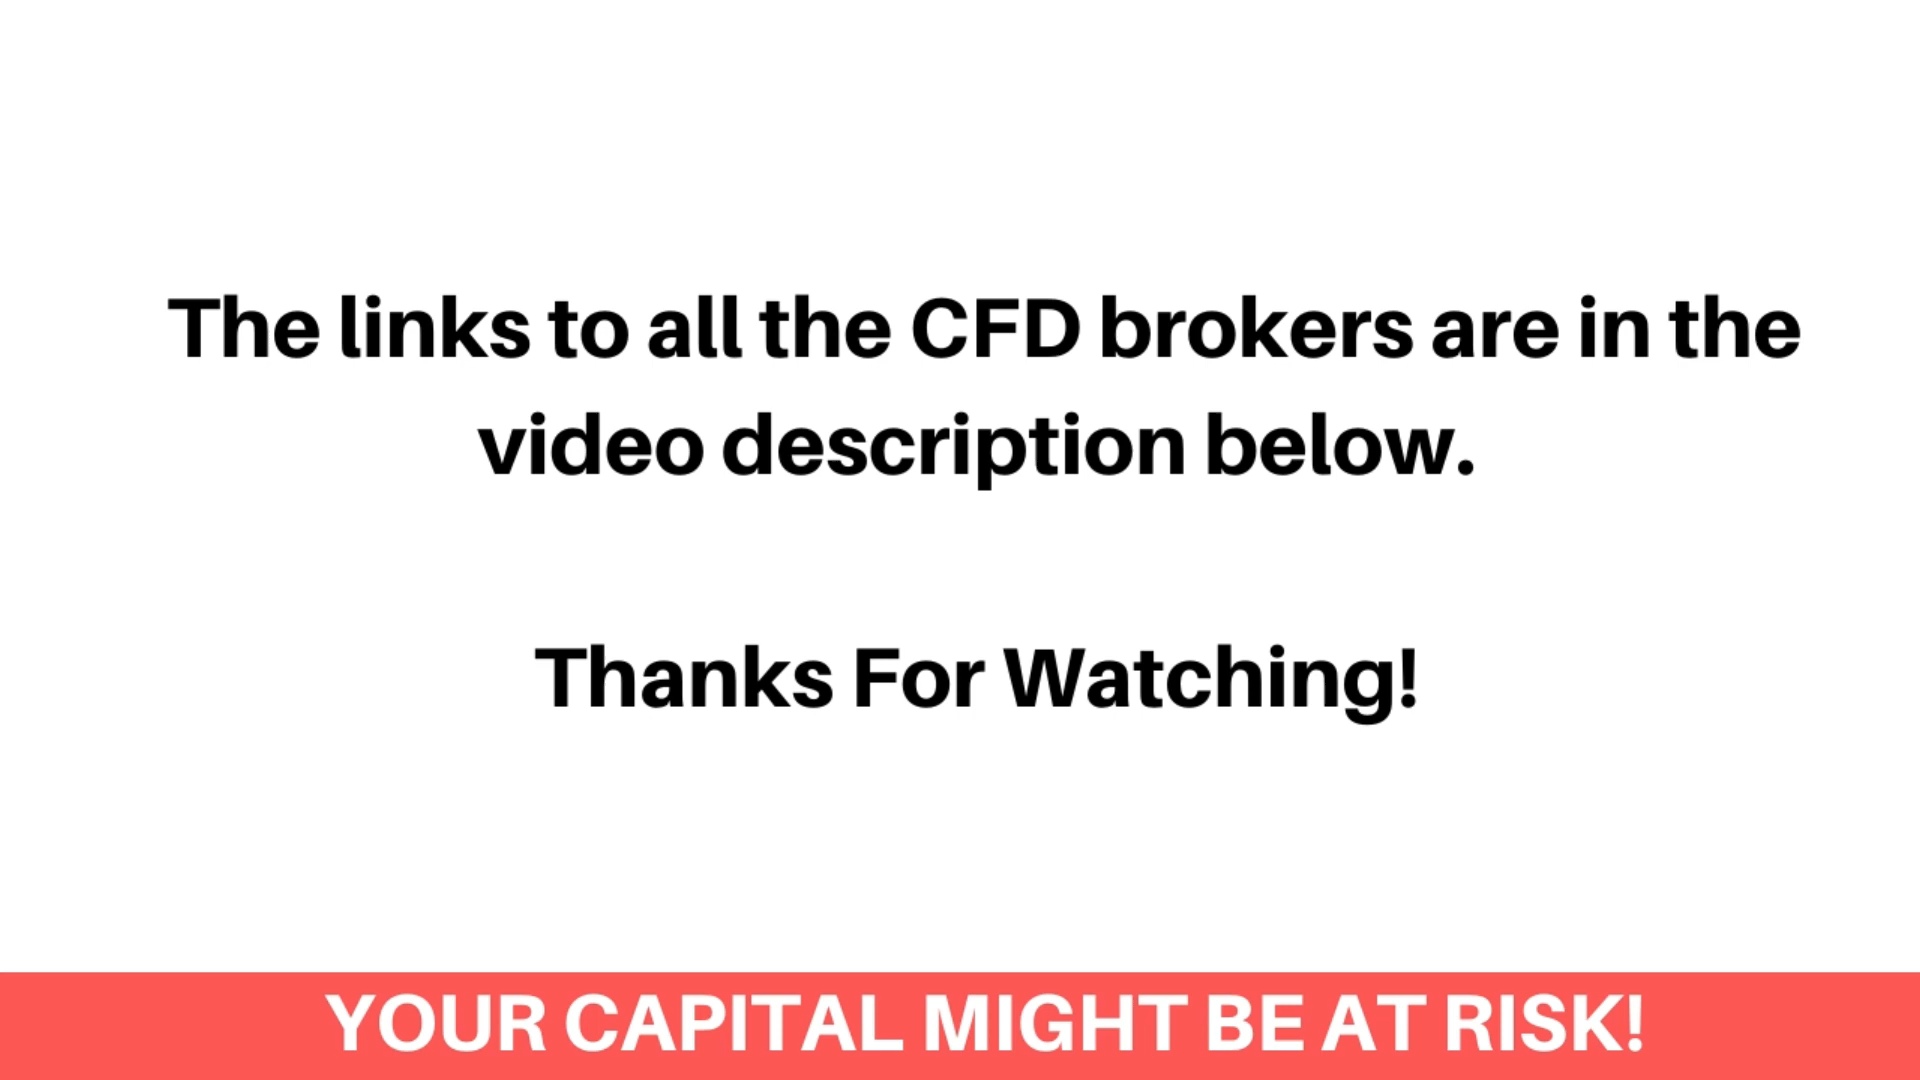 The links to all the CFD brokers are in the
video description below.
Thanks For Watching!
YOUR CAPITAL MIGHT BE AT RISK!